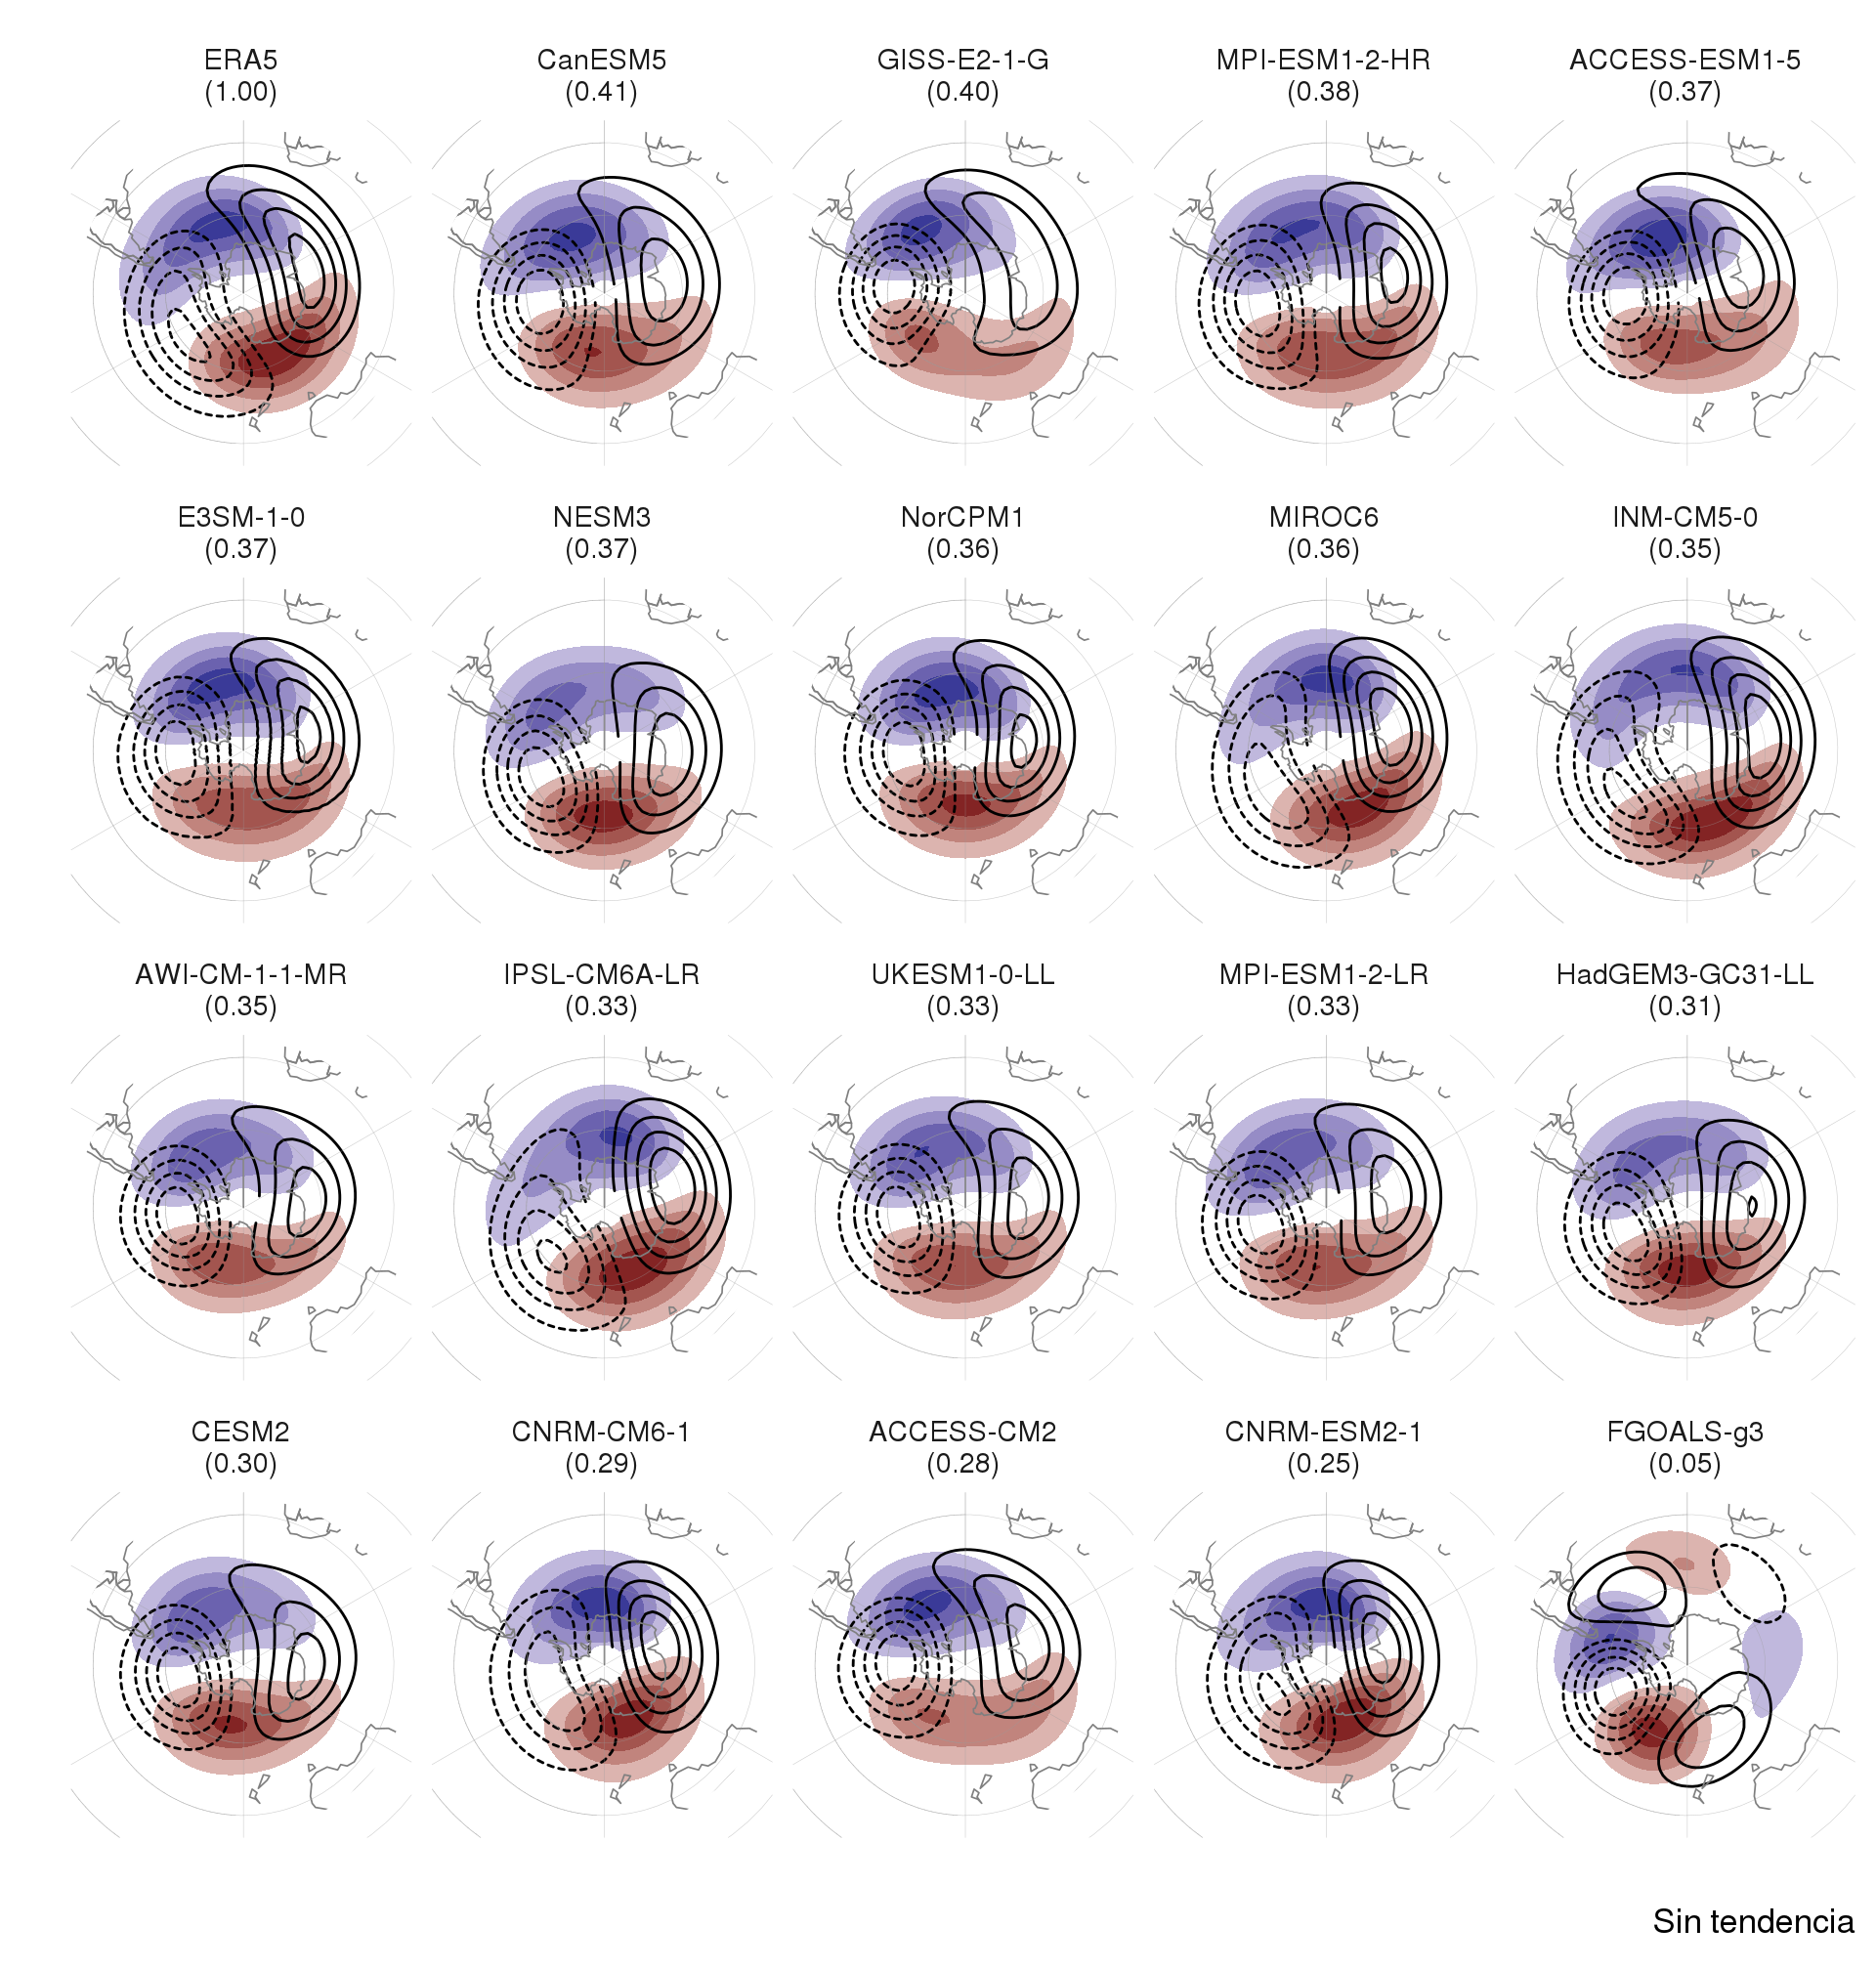 ERA5
(1.00)
CanESM5
(0.41)
GISS-E2-1-G
(0.40)
MPI-ESM1-2-HR
(0.38)
ACCESS-ESM1-5
(0.37)
E3SM-1-0
(0.37)
NESM3
(0.37)
NorCPM1
(0.36)
MIROC6
(0.36)
INM-CM5-0
(0.35)
AWI-CM-1-1-MR
(0.35)
IPSL-CM6A-LR
(0.33)
UKESM1-0-LL
(0.33)
MPI-ESM1-2-LR
(0.33)
HadGEM3-GC31-LL
(0.31)
CESM2
(0.30)
CNRM-CM6-1
(0.29)
ACCESS-CM2
(0.28)
CNRM-ESM2-1
(0.25)
FGOALS-g3
(0.05)
Sin tendencia